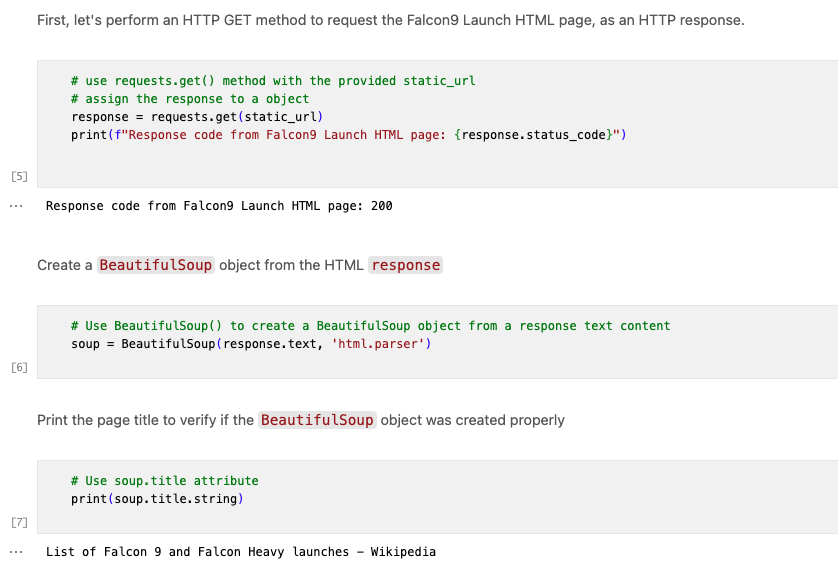 First, let's perform an HTTP GET method to request the Falcon9 Launch HTML page, as an HTTP response.
# use requests.get() method with the provided static_url
# assign the response to a object
response = requests.get(static_url)
print(f"Response code from Falcon9 Launch HTML page: {response.status_code}")
[5]
··· Response code from Falcon9 Launch HTML page: 200
Create a BeautifulSoup object from the HTML response
# Use BeautifulSoup() to create a BeautifulSoup object from a response text content
soup = BeautifulSoup(response.text, 'html.parser')
[6]
Print the page title to verify if the BeautifulSoup object was created properly
# Use soup.title attribute
print(soup.title.string)
[7]
··· List of Falcon 9 and Falcon Heavy launches – Wikipedia